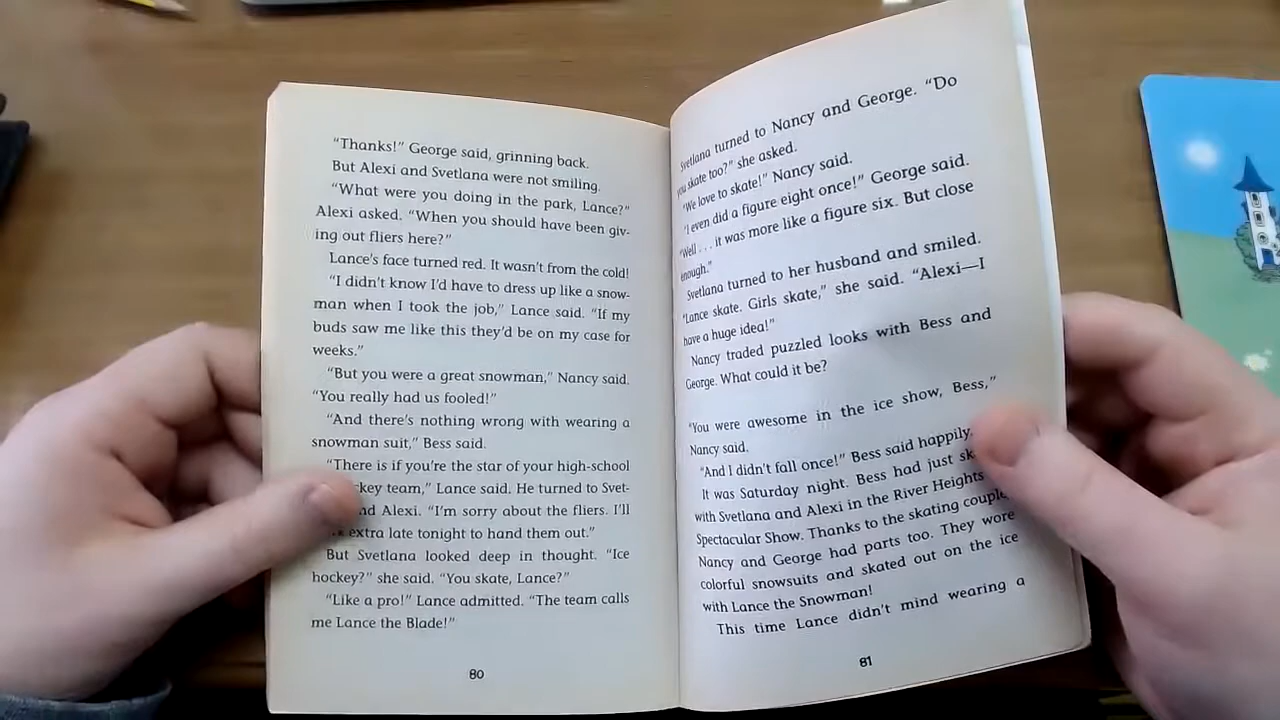 “Thanks!” George said, grinning back.
But Alexi and Svetlana were not smiling.
“What were you doing in the park, Lance?”
Alexi asked. “When you should have been giv-
ing out fliers here?”
Lance’s face turned red. It wasn’t from the cold!
“I didn’t know I’d have to dress up like a snow-
man when I took the job,” Lance said. “If my
buds saw me like this they’d be on my case for
weeks.”
“But you were a great snowman,” Nancy said.
“You really had us fooled!”
“And there’s nothing wrong with wearing a
snowman suit,” Bess said.
“There is if you’re the star of your high-school
key team,” Lance said. He turned to Svet-
nd Alexi. “I’m sorry about the fliers. I’ll
extra late tonight to hand them out.”
But Svetlana looked deep in thought. “Ice
hockey?” she said. “You skate, Lance?”
“Like a pro!” Lance admitted. “The team calls
me Lance the Blade!”
80
Svetlana turned to Nancy and George. “Do
you skate too?” she asked.
“We love to skate!” Nancy said.
“I even did a figure eight once!” George said.
“Well . . . it was more like a figure six. But close
enough.”
Svetlana turned to her husband and smiled.
“Lance skate. Girls skate,” she said. “Alexi—I
have a huge idea!”
Nancy traded puzzled looks with Bess and
George. What could it be?
“You were awesome in the ice show, Bess,”
Nancy said.
“And I didn’t fall once!” Bess said happily.
It was Saturday night. Bess had just sk
with Svetlana and Alexi in the River Heights
Spectacular Show. Thanks to the skating couple,
Nancy and George had parts too. They wore
colorful snowsuits and skated out on the ice
with Lance the Snowman!
This time Lance didn’t mind wearing a
81